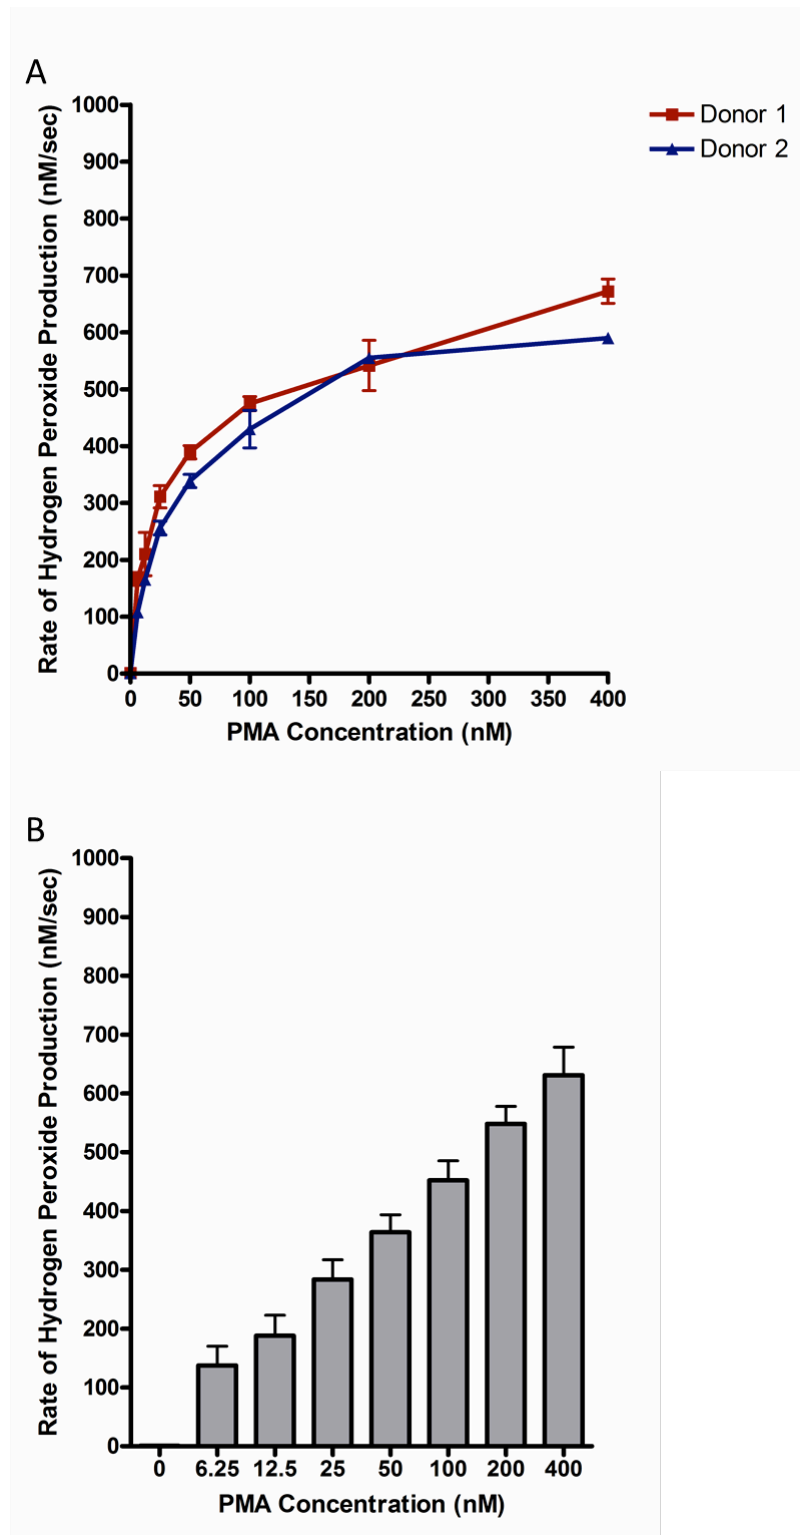 A
Rate of Hydrogen Peroxide Production (nM/sec)
1000
900
800
700
600
500
400
300
200
100
0
0 50 100 150 200 250 300 350 400
PMA Concentration (nM)
Donor 1
Donor 2
B
Rate of Hydrogen Peroxide Production (nM/sec)
1000
900
800
700
600
500
400
300
200
100
0
0 6.25 12.5 25 50 100 200 400
PMA Concentration (nM)